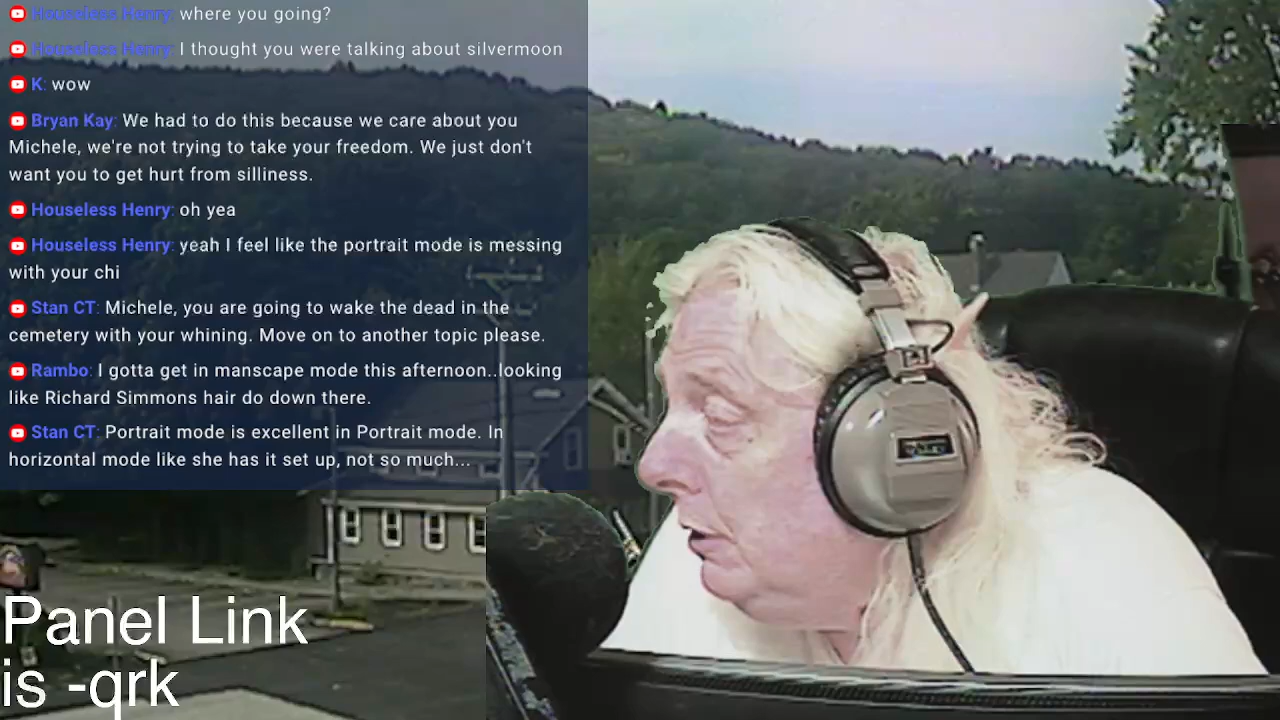 Houseless Henry: where you going?
Houseless Henry: I thought you were talking about silvermoon
K: wow
Bryan Kay: We had to do this because we care about you
Michele, we're not trying to take your freedom. We just don't
want you to get hurt from silliness.
Houseless Henry: oh yea
Houseless Henry: yeah I feel like the portrait mode is messing
with your chi
Stan CT: Michele, you are going to wake the dead in the
cemetery with your whining. Move on to another topic please.
Rambo: I gotta get in manscape mode this afternoon..looking
like Richard Simmons hair do down there.
Stan CT: Portrait mode is excellent in Portrait mode. In
horizontal mode like she has it set up, not so much...
Panel Link
is -qrk